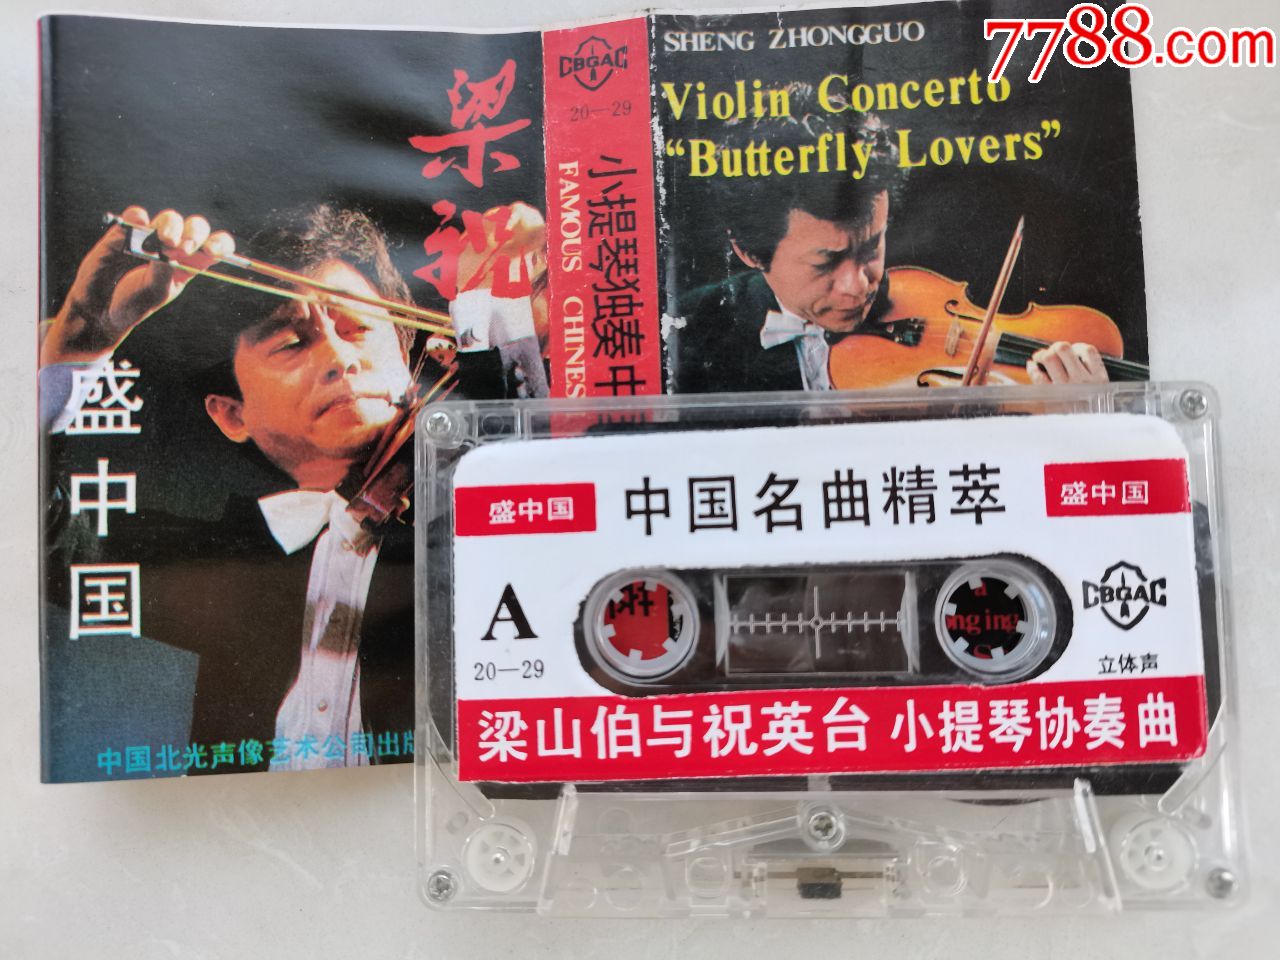 7788.com
梁祝
盛中国
中国北光声像艺术公司出版
CBGAC
20—29
小提琴独奏中
FAMOUS CHINES
SHENG ZHONGGUO
Violin Concerto
“Butterfly Lovers”
盛中国
中国名曲精萃
盛中国
A
20—29
CBGAC
立体声
梁山伯与祝英台 小提琴协奏曲